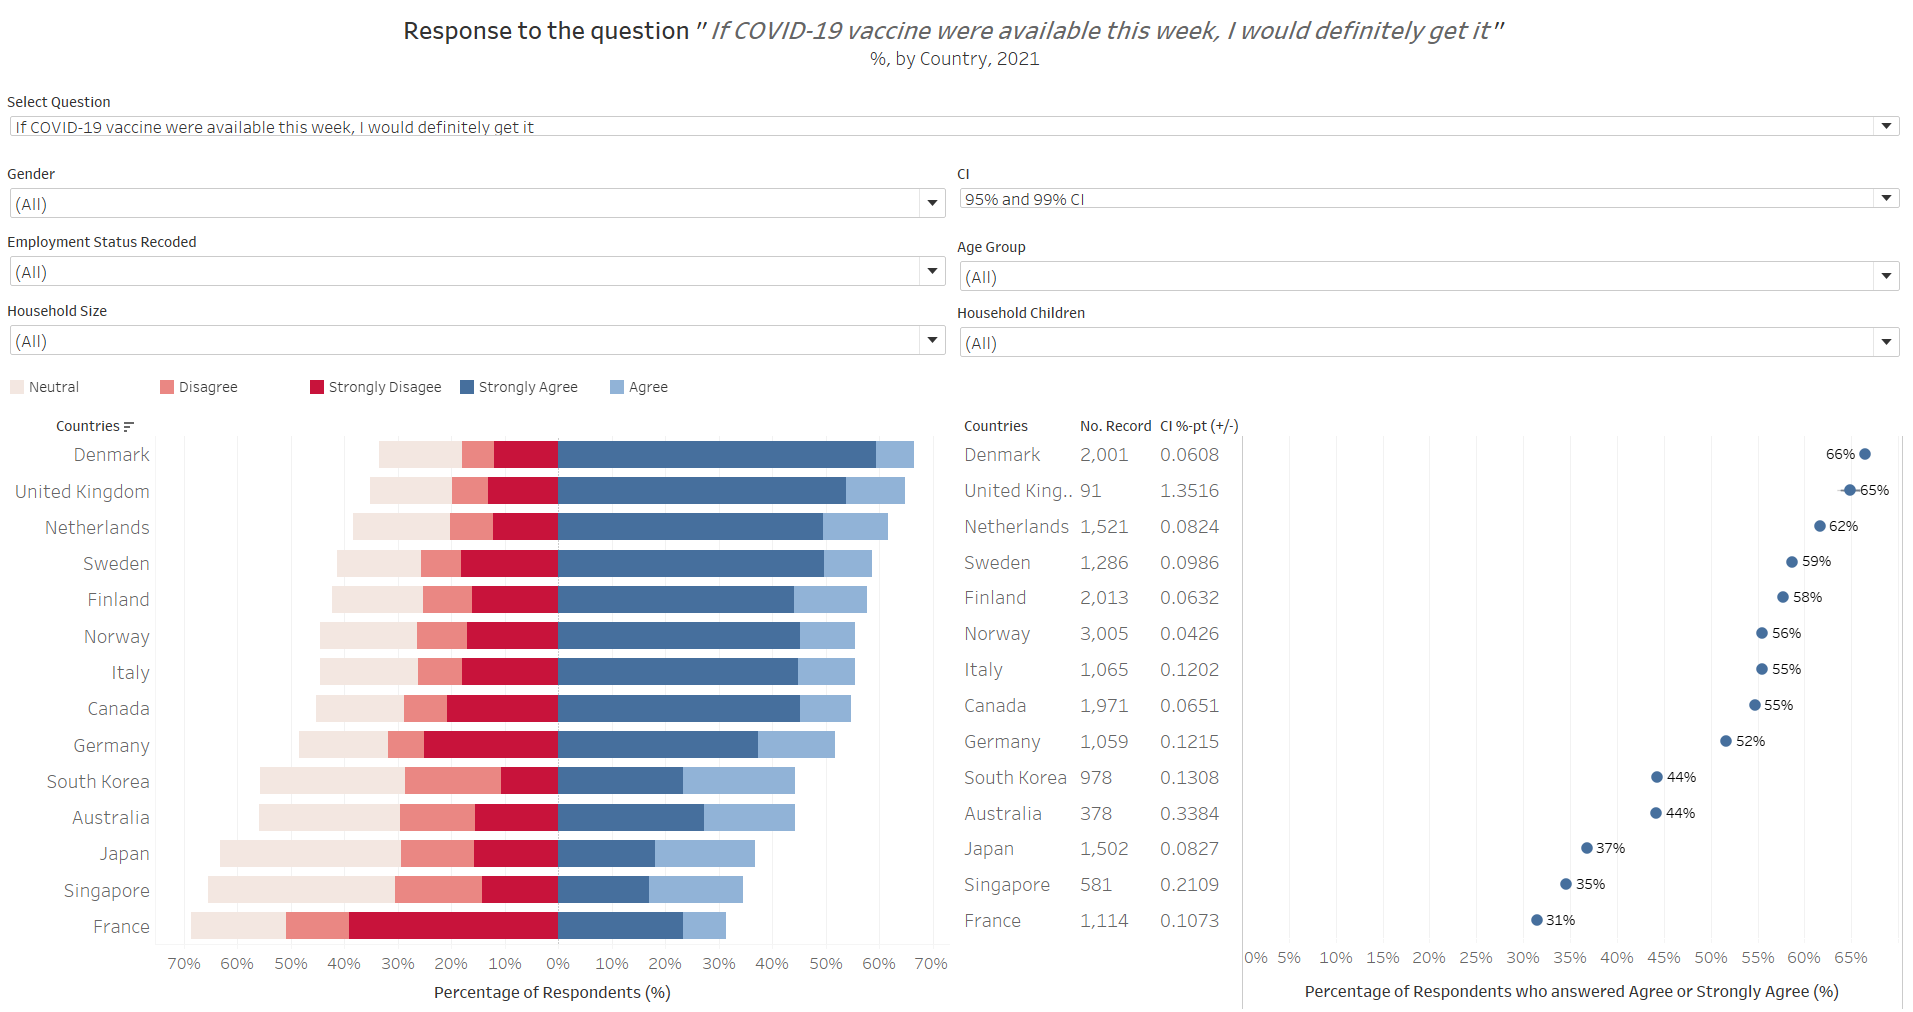 Response to the question " If COVID-19 vaccine were available this week, I would definitely get it"
%, by Country, 2021
Select Question
If COVID-19 vaccine were available this week, I would definitely get it
Gender
(All)
CI
95% and 99% CI
Employment Status Recoded
(All)
Age Group
(All)
Household Size
(All)
Household Children
(All)
Neutral Disagree Strongly Disagee Strongly Agree Agree
Countries
Denmark
United Kingdom
Netherlands
Sweden
Finland
Norway
Italy
Canada
Germany
South Korea
Australia
Japan
Singapore
France
70% 60% 50% 40% 30% 20% 10% 0% 10% 20% 30% 40% 50% 60% 70%
Percentage of Respondents (%)
Countries No. Record CI %-pt (+/-)
Denmark 2,001 0.0608 66%
United King.. 91 1.3516 65%
Netherlands 1,521 0.0824 62%
Sweden 1,286 0.0986 59%
Finland 2,013 0.0632 58%
Norway 3,005 0.0426 56%
Italy 1,065 0.1202 55%
Canada 1,971 0.0651 55%
Germany 1,059 0.1215 52%
South Korea 978 0.1308 44%
Australia 378 0.3384 44%
Japan 1,502 0.0827 37%
Singapore 581 0.2109 35%
France 1,114 0.1073 31%
0% 5% 10% 15% 20% 25% 30% 35% 40% 45% 50% 55% 60% 65%
Percentage of Respondents who answered Agree or Strongly Agree (%)